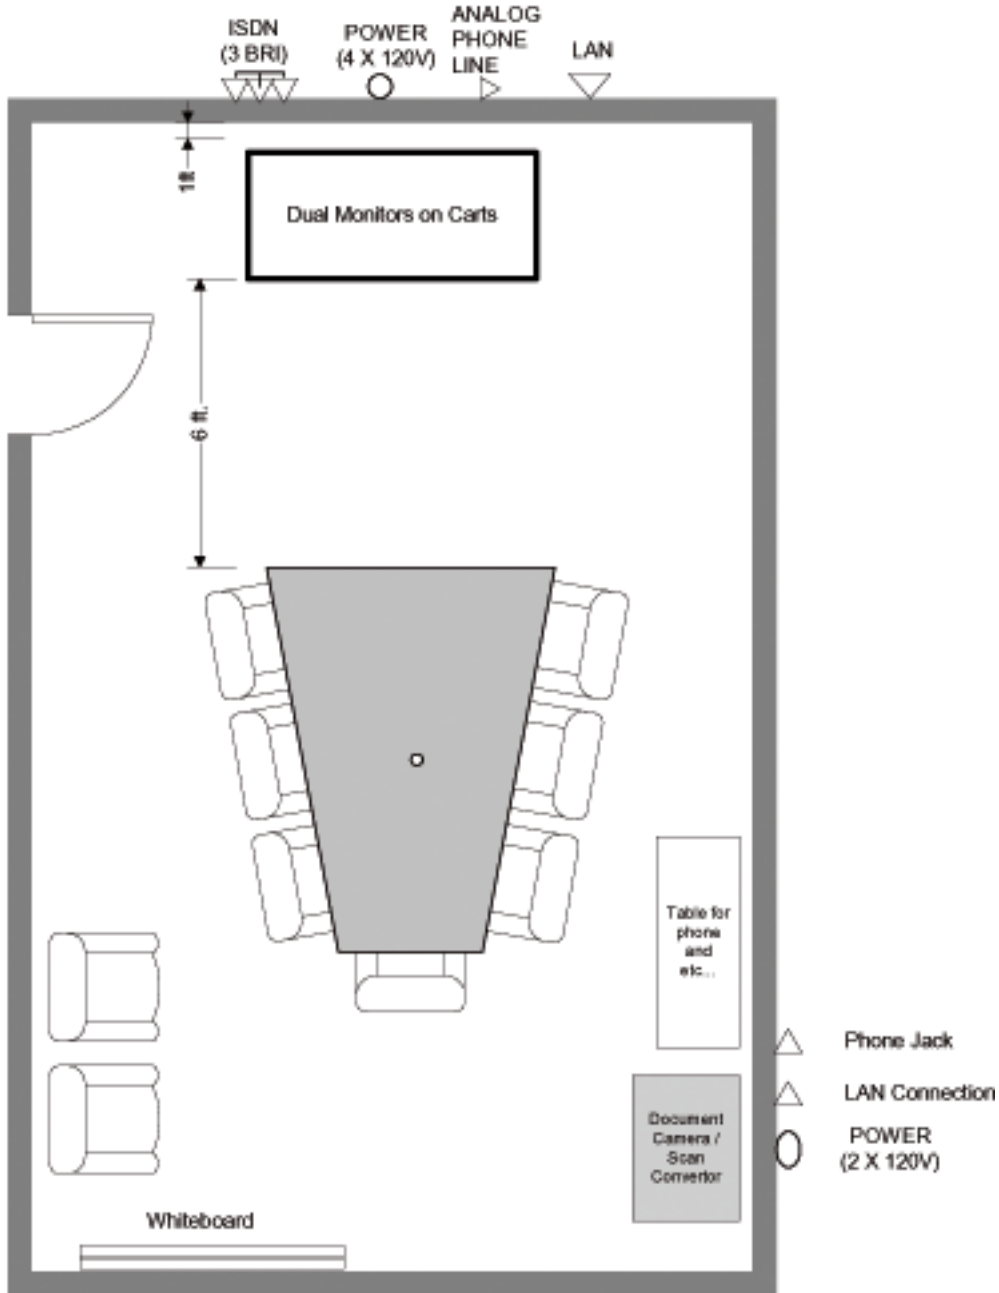 ISDN
(3 BRI)
POWER
(4 X 120V)
ANALOG
PHONE
LINE
LAN
1ft
Dual Monitors on Carts
6 ft.
Table for
phone
and
etc...
Phone Jack
LAN Connection
POWER
(2 X 120V)
Document
Camera /
Scan
Convertor
Whiteboard